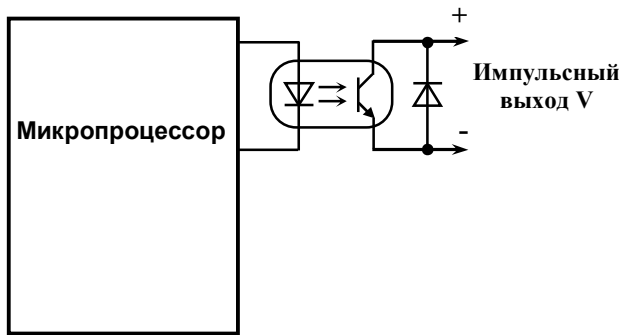 +
Импульсный
выход V
Микропроцессор
-